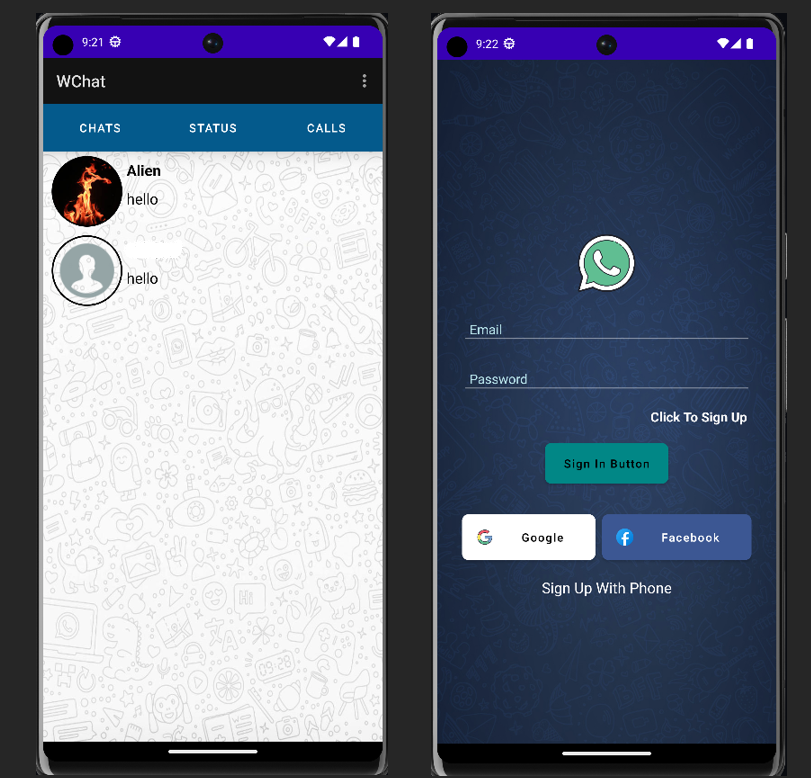 9:21
WChat
CHATS STATUS CALLS
Alien
hello
hello
9:22
Email
Password
Click To Sign Up
Sign In Button
Google Facebook
Sign Up With Phone